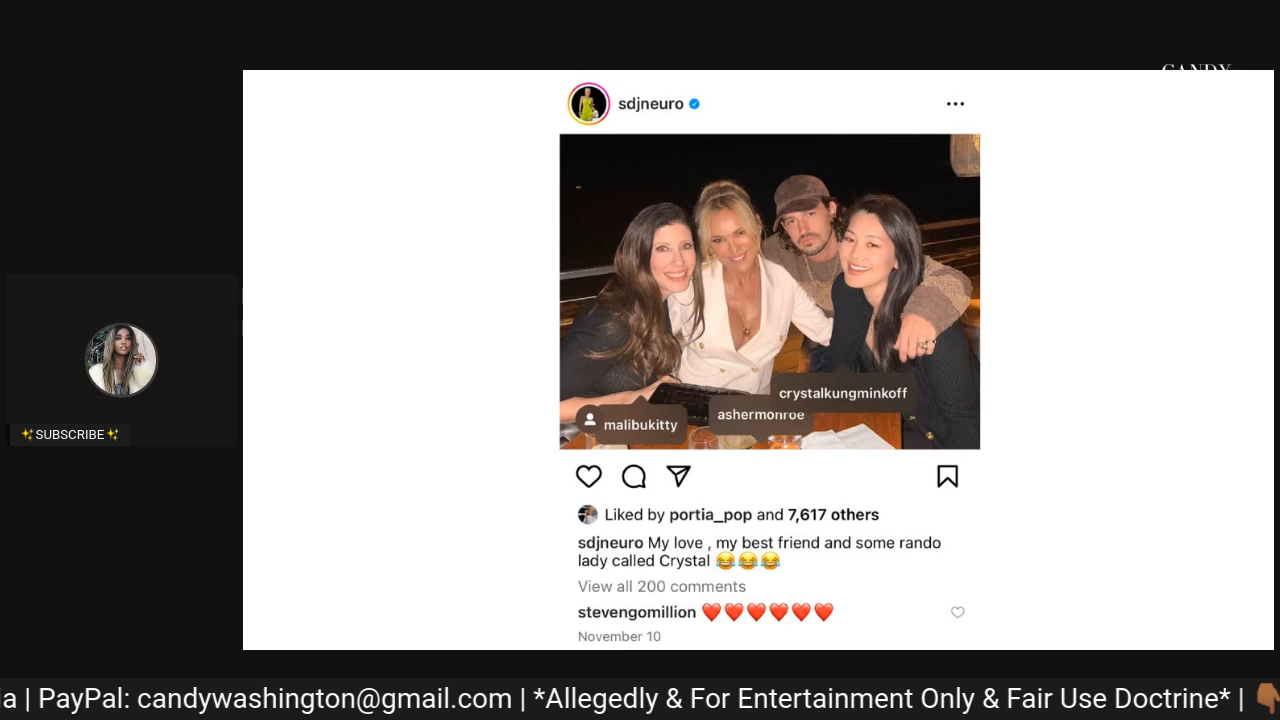 CANDY
sdjneuro
crystalkungminkoff
ashermonroe
malibukitty
Liked by portia_pop and 7,617 others
sdjneuro My love , my best friend and some rando
lady called Crystal 😂😂😂
View all 200 comments
stevengomillion ❤️❤️❤️❤️❤️❤️
November 10
✨SUBSCRIBE✨
ia | PayPal: candywashington@gmail.com | *Allegedly & For Entertainment Only & Fair Use Doctrine* | 👇🏾